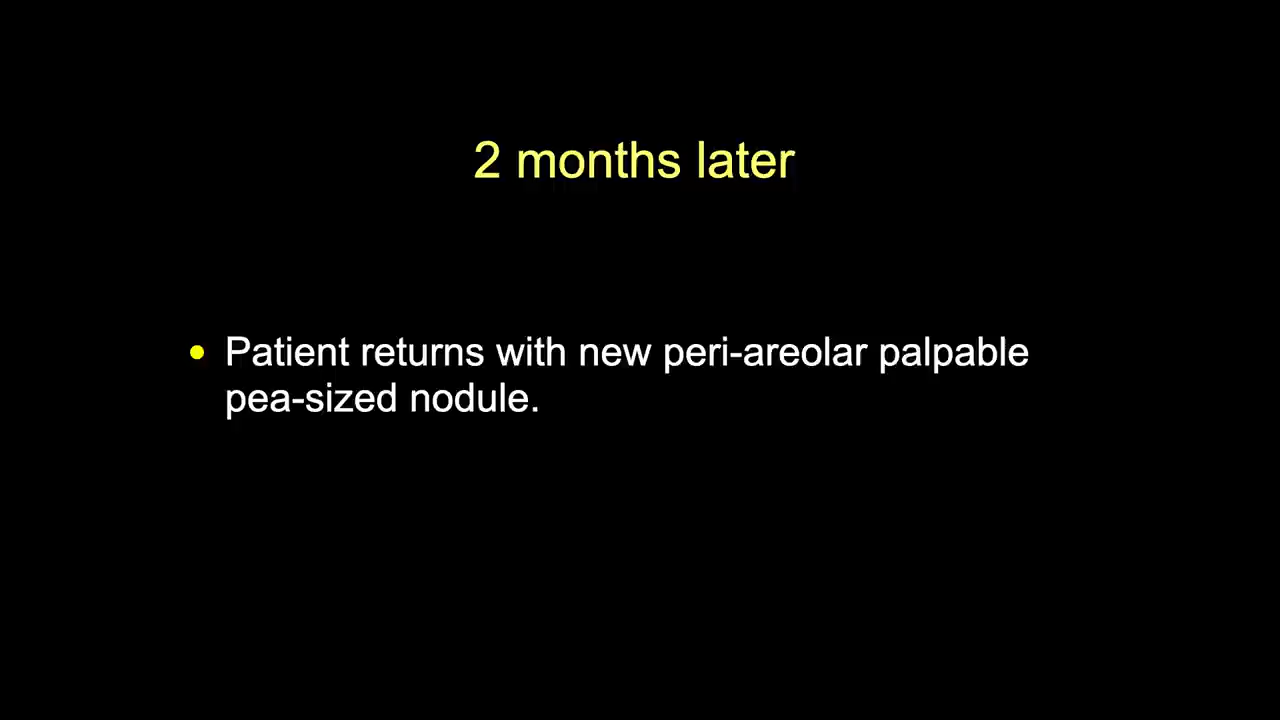 2 months later
• Patient returns with new peri-areolar palpable
pea-sized nodule.